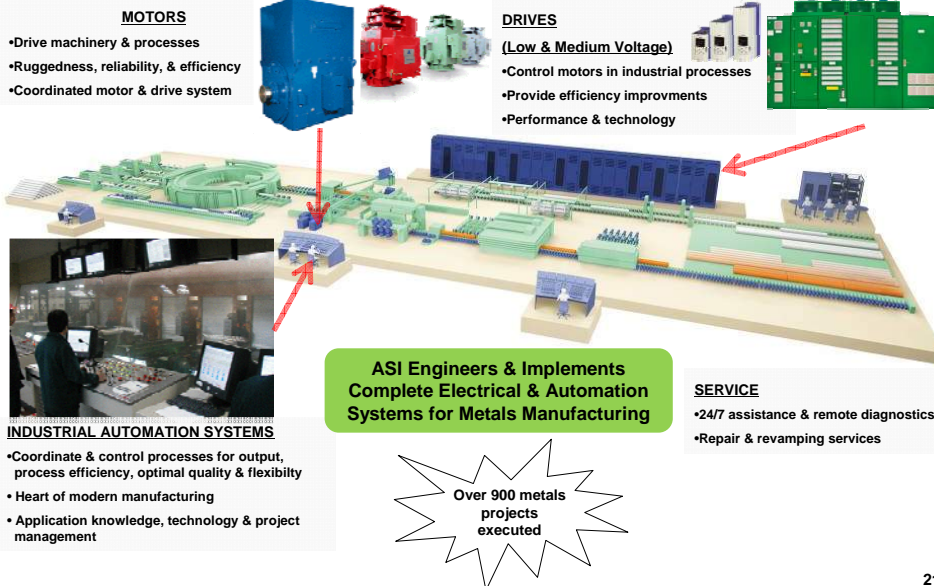 MOTORS
•Drive machinery & processes
•Ruggedness, reliability, & efficiency
•Coordinated motor & drive system
DRIVES
(Low & Medium Voltage)
•Control motors in industrial processes
•Provide efficiency improvments
•Performance & technology
ASI Engineers & Implements
Complete Electrical & Automation
Systems for Metals Manufacturing
SERVICE
•24/7 assistance & remote diagnostics
•Repair & revamping services
INDUSTRIAL AUTOMATION SYSTEMS
•Coordinate & control processes for output,
process efficiency, optimal quality & flexibilty
• Heart of modern manufacturing
• Application knowledge, technology & project
management
Over 900 metals
projects
executed